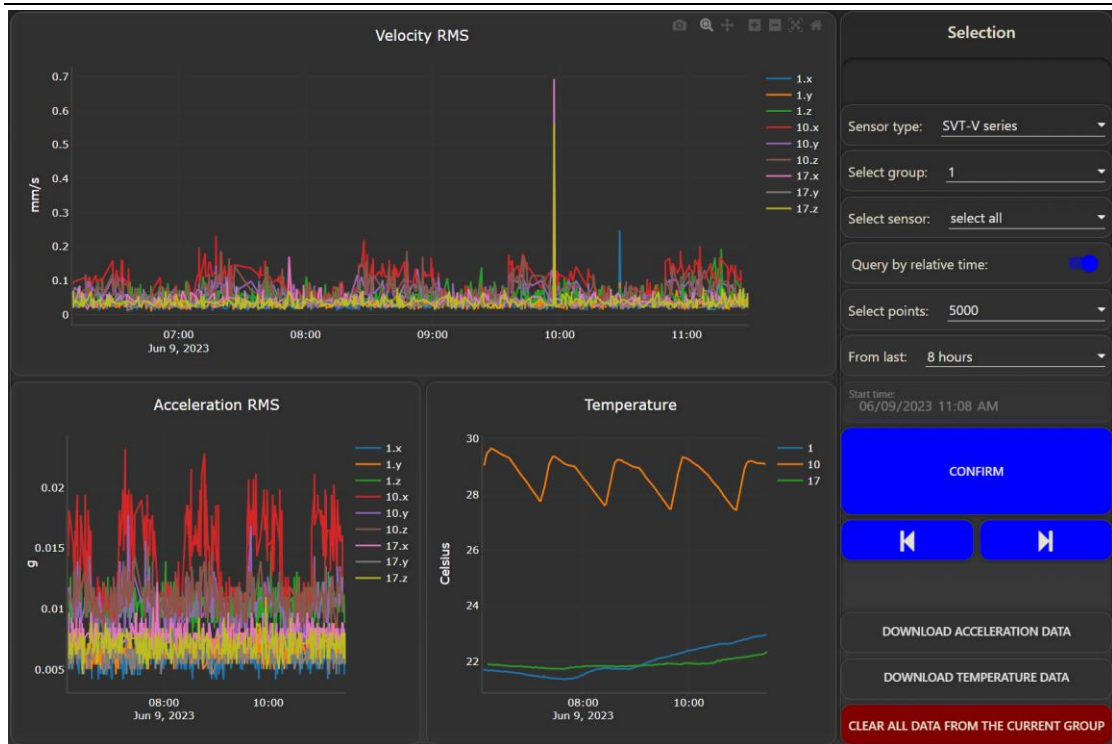 Velocity RMS
0.7
0.6
0.5
0.4
0.3
0.2
0.1
0
mm/s
07:00
Jun 9, 2023
08:00
09:00
10:00
11:00
1.x
1.y
1.z
10.x
10.y
10.z
17.x
17.y
17.z
Acceleration RMS
0.02
0.015
0.01
0.005
g
08:00
Jun 9, 2023
10:00
1.x
1.y
1.z
10.x
10.y
10.z
17.x
17.y
17.z
Temperature
30
28
26
24
22
Celsius
08:00
Jun 9, 2023
10:00
1
10
17
Selection
Sensor type: SVT-V series
Select group: 1
Select sensor: select all
Query by relative time:
Select points: 5000
From last: 8 hours
Start time:
06/09/2023 11:08 AM
CONFIRM
DOWNLOAD ACCELERATION DATA
DOWNLOAD TEMPERATURE DATA
CLEAR ALL DATA FROM THE CURRENT GROUP